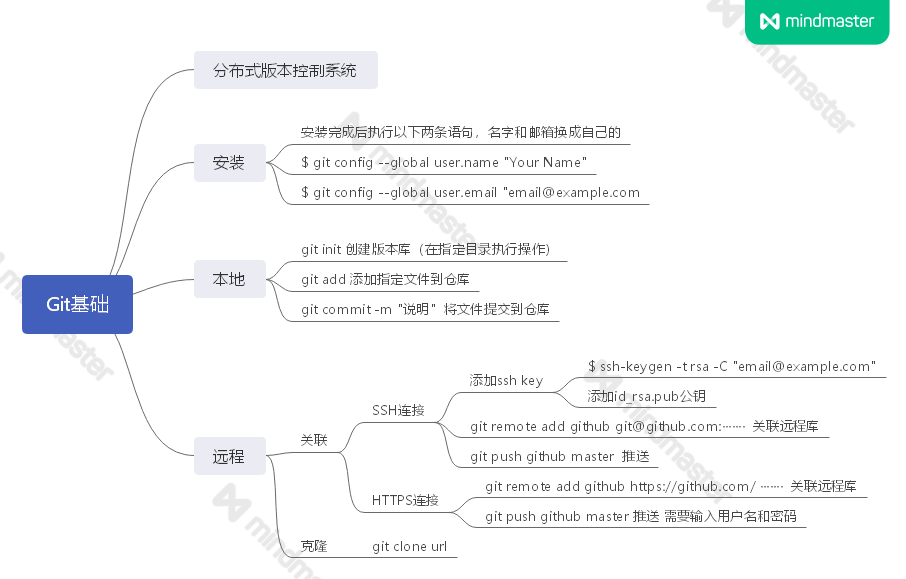 mindmaster
分布式版本控制系统
安装完成后执行以下两条语句，名字和邮箱换成自己的
安装
$ git config --global user.name "Your Name"
$ git config --global user.email "email@example.com
git init 创建版本库（在指定目录执行操作）
本地
git add 添加指定文件到仓库
Git基础
git commit -m "说明" 将文件提交到仓库
$ ssh-keygen -t rsa -C "email@example.com"
添加ssh key
添加id_rsa.pub公钥
SSH连接
git remote add github git@github.com:······· 关联远程库
关联
git push github master 推送
远程
git remote add github https://github.com/ ······· 关联远程库
HTTPS连接
git push github master 推送 需要输入用户名和密码
克隆
git clone url
mindmaster
mindmaster
mindmaster
mindmaster
mindmaster